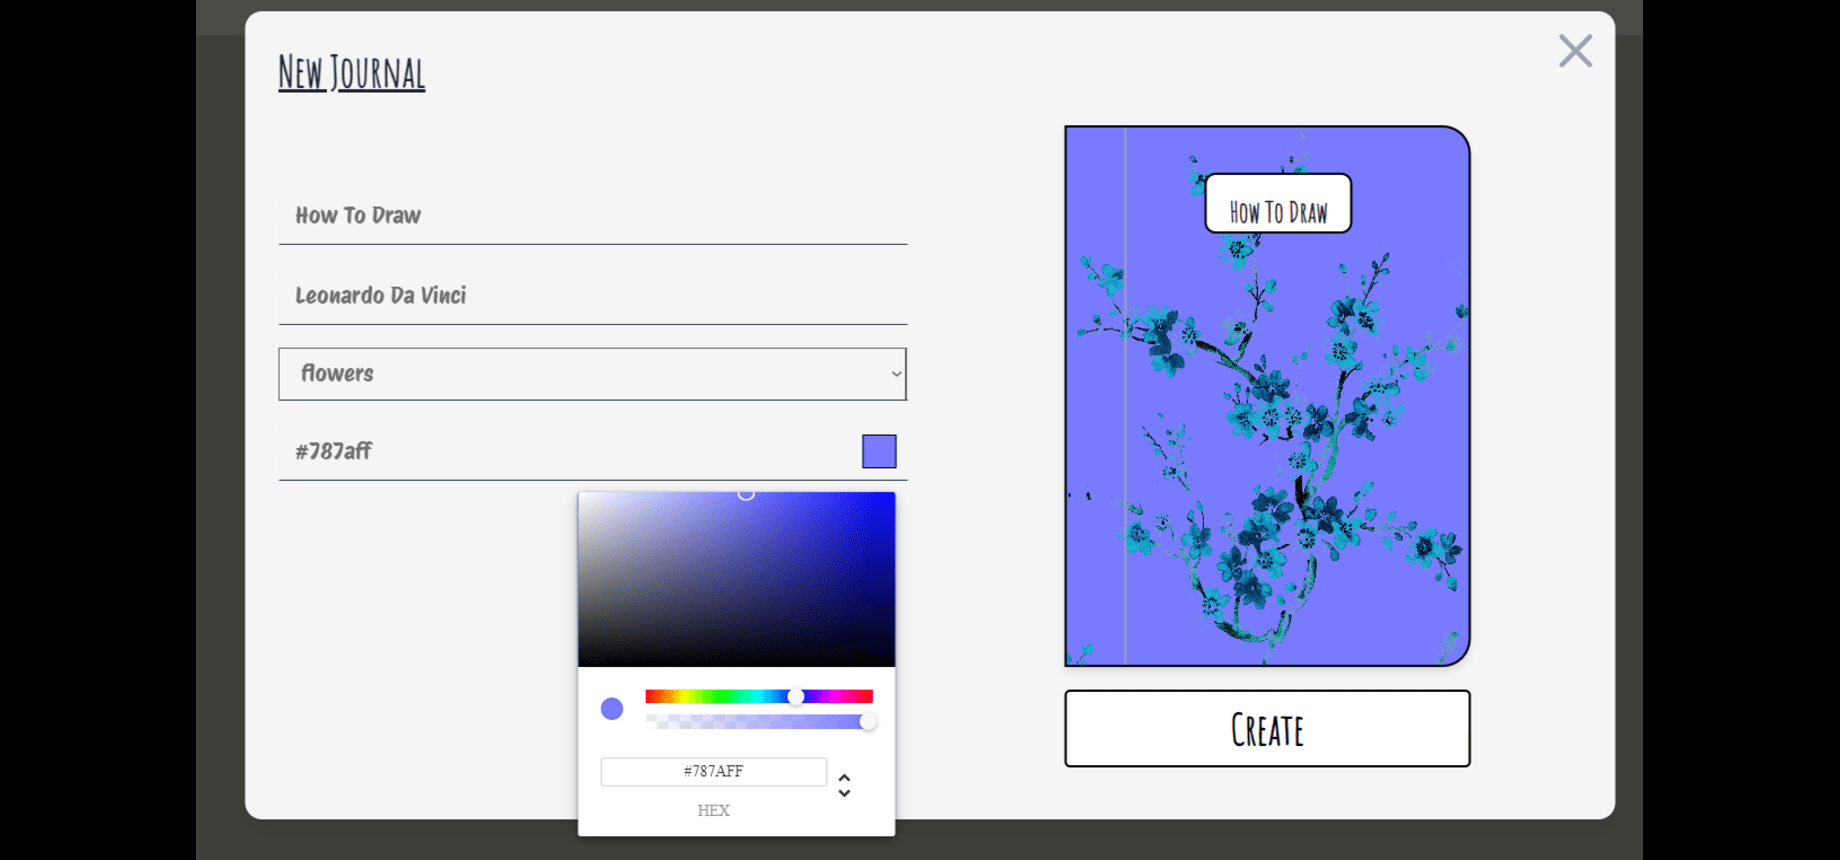 New Journal
How To Draw
Leonardo Da Vinci
flowers
#787aff
#787AFF
HEX
How To Draw
Create